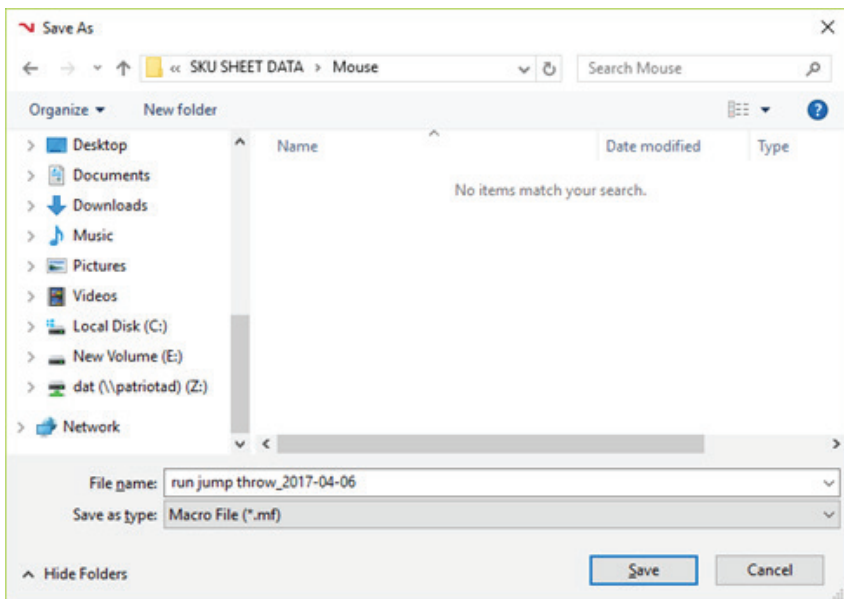 Save As
« SKU SHEET DATA > Mouse
Search Mouse
Organize
New folder
?
Name
Date modified
Type
No items match your search.
Desktop
Documents
Downloads
Music
Pictures
Videos
Local Disk (C:)
New Volume (E:)
dat (\\patriotad) (Z:)
Network
File name: run jump throw_2017-04-06
Save as type: Macro File (*.mf)
Hide Folders
Save
Cancel